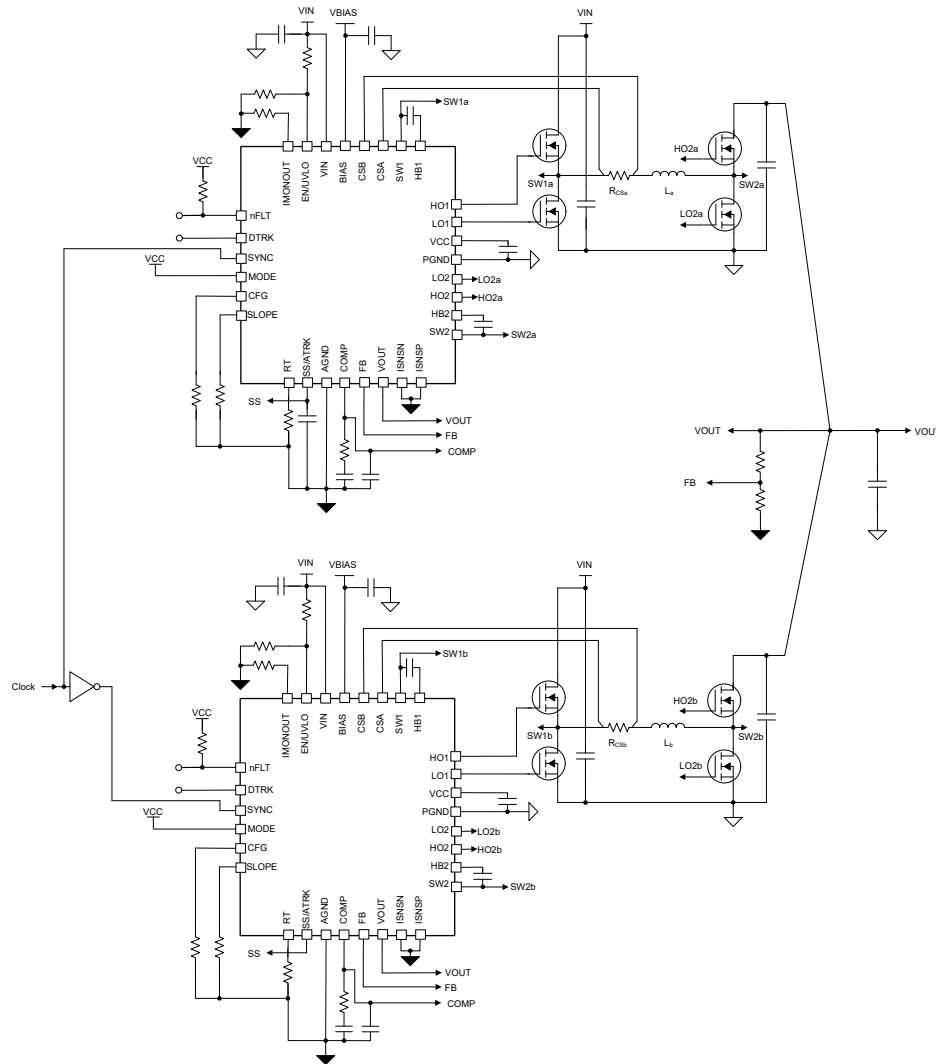 VIN
VBIAS
SW1a
IMONOUT
EN/UVLO
VIN
BIAS
CSB
CSA
SW1
HB1
VCC
nFLT
DTRK
SYNC
VCC
MODE
CFG
SLOPE
HO1
LO1
VCC
PGND
LO2
LO2a
HO2
HO2a
HB2
SW2
SW2a
RT
SS/ATRK
AGND
COMP
FB
VOUT
ISNSN
ISNSP
SS
VOUT
FB
COMP
VIN
SW1a
RCSa
La
HO2a
SW2a
LO2a
VOUT
VOUT
FB
VIN
VBIAS
SW1b
Clock
IMONOUT
EN/UVLO
VIN
BIAS
CSB
CSA
SW1
HB1
VCC
nFLT
DTRK
SYNC
VCC
MODE
CFG
SLOPE
HO1
LO1
VCC
PGND
LO2
LO2b
HO2
HO2b
HB2
SW2
SW2b
RT
SS/ATRK
AGND
COMP
FB
VOUT
ISNSN
ISNSP
SS
VOUT
FB
COMP
VIN
SW1b
RCSb
Lb
HO2b
SW2b
LO2b